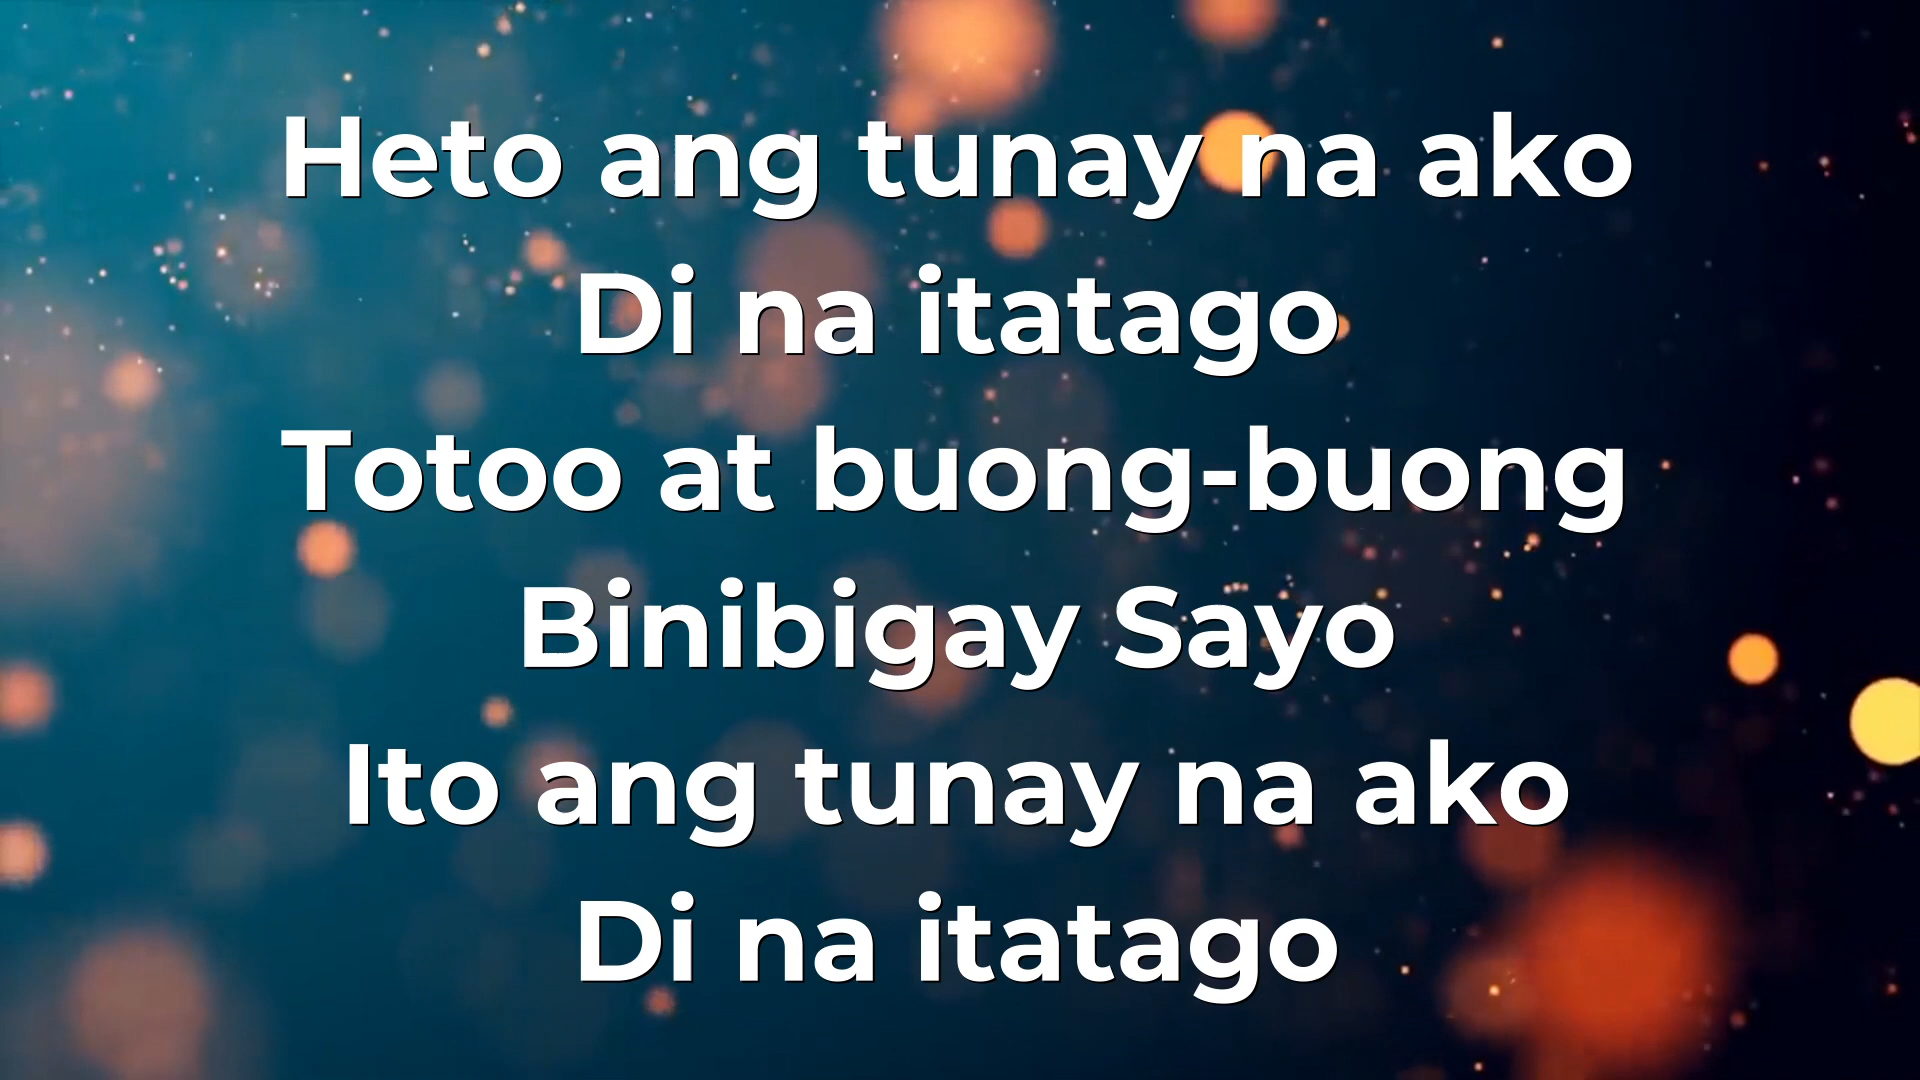 Heto ang tunay na ako
Di na itatago
Totoo at buong-buong
Binibigay Sayo
Ito ang tunay na ako
Di na itatago